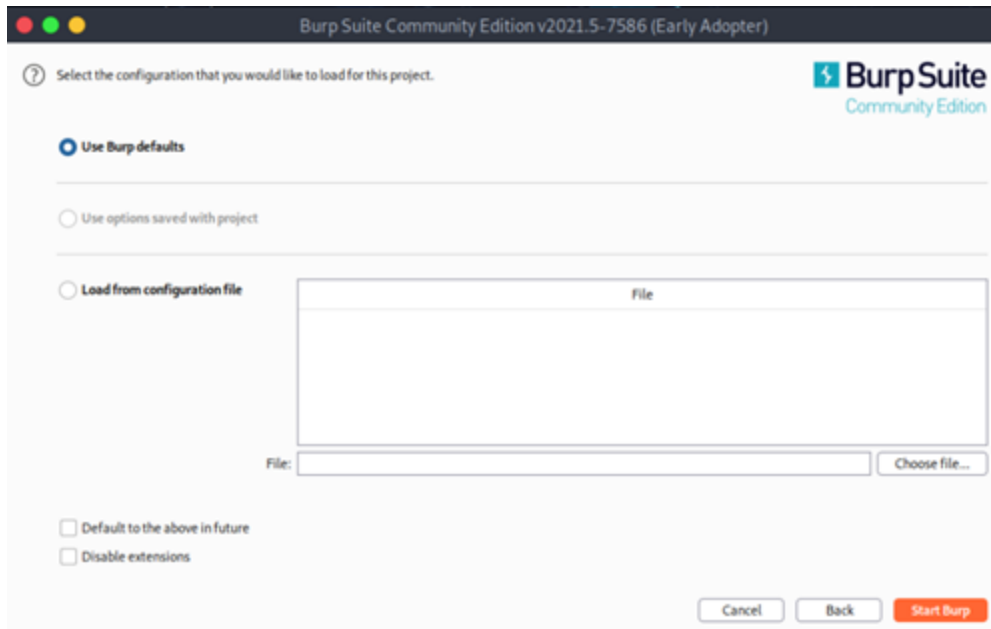 Burp Suite Community Edition v2021.5-7586 (Early Adopter)
? Select the configuration that you would like to load for this project.
Burp Suite
Community Edition
Use Burp defaults
Use options saved with project
Load from configuration file
File
File:
Choose file...
Default to the above in future
Disable extensions
Cancel
Back
Start Burp